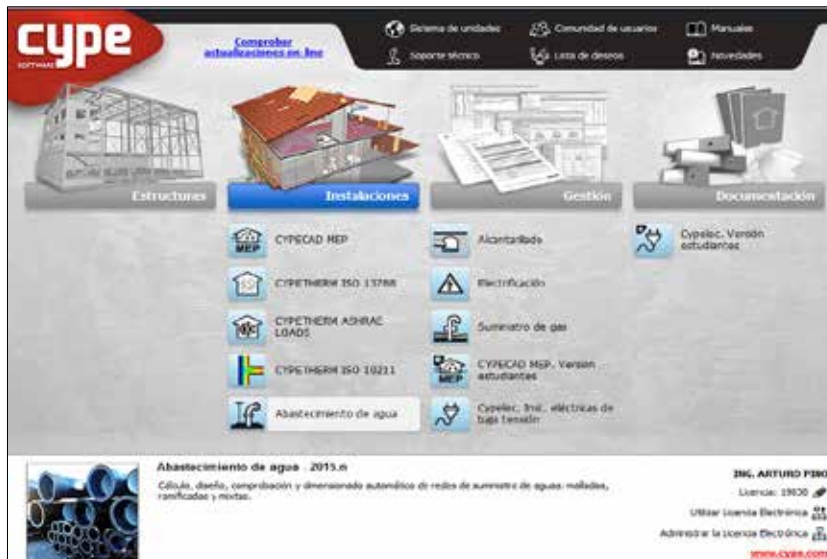 cype
SOFTWARE
Comprobar
actualizaciones on-line
Sistema de unidades
Comunidad de usuarios
Manuales
Soporte técnico
Lista de deseos
Novedades
Estructuras
Instalaciones
Gestión
Documentación
CYPECAD MEP
Alcantarillado
Cypelec. Versión
estudiantes
CYPETHERM ISO 13788
Electrificación
CYPETHERM ASHRAE
LOADS
Suministro de gas
CYPETHERM ISO 10211
CYPECAD MEP. Versión
estudiantes
Abastecimiento de agua
Cypelec. Inst. eléctricas de
baja tensión
MEP
MEP
Abastecimiento de agua . 2015.n
Cálculo, diseño, comprobación y dimensionado automático de redes de suministro de aguas: malladas,
ramificadas y mixtas.
ING. ARTURO PINO
Licencia: 19030
Utilizar Licencia Electrónica
Administrar la Licencia Electrónica
www.cype.com